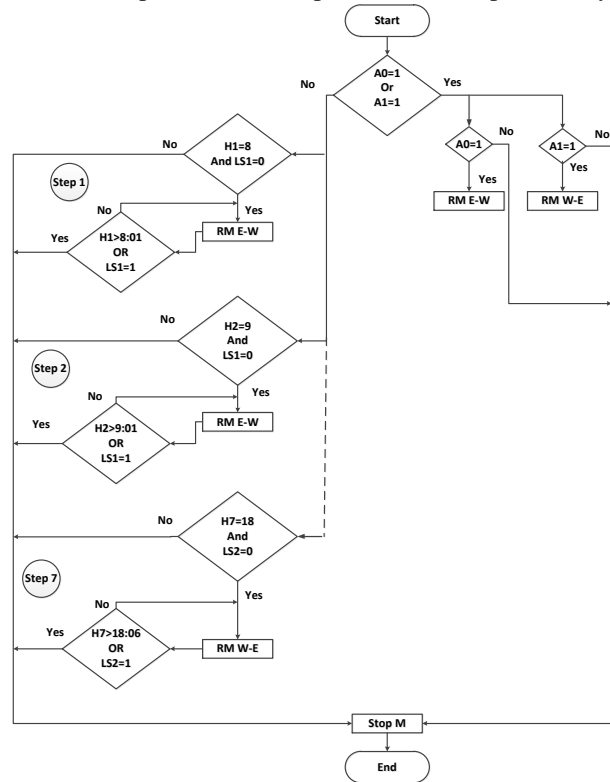 Start
A0=1
Or
A1=1
No
Yes
H1=8
And LS1=0
No
A0=1
No
A1=1
No
Step 1
Yes
Yes
Yes
No
RM E-W
RM W-E
RM E-W
Yes
H1>8:01
OR
LS1=1
No
H2=9
And
LS1=0
Step 2
No
Yes
RM E-W
Yes
H2>9:01
OR
LS1=1
No
H7=18
And
LS2=0
Step 7
No
Yes
Yes
H7>18:06
OR
LS2=1
RM W-E
Stop M
End